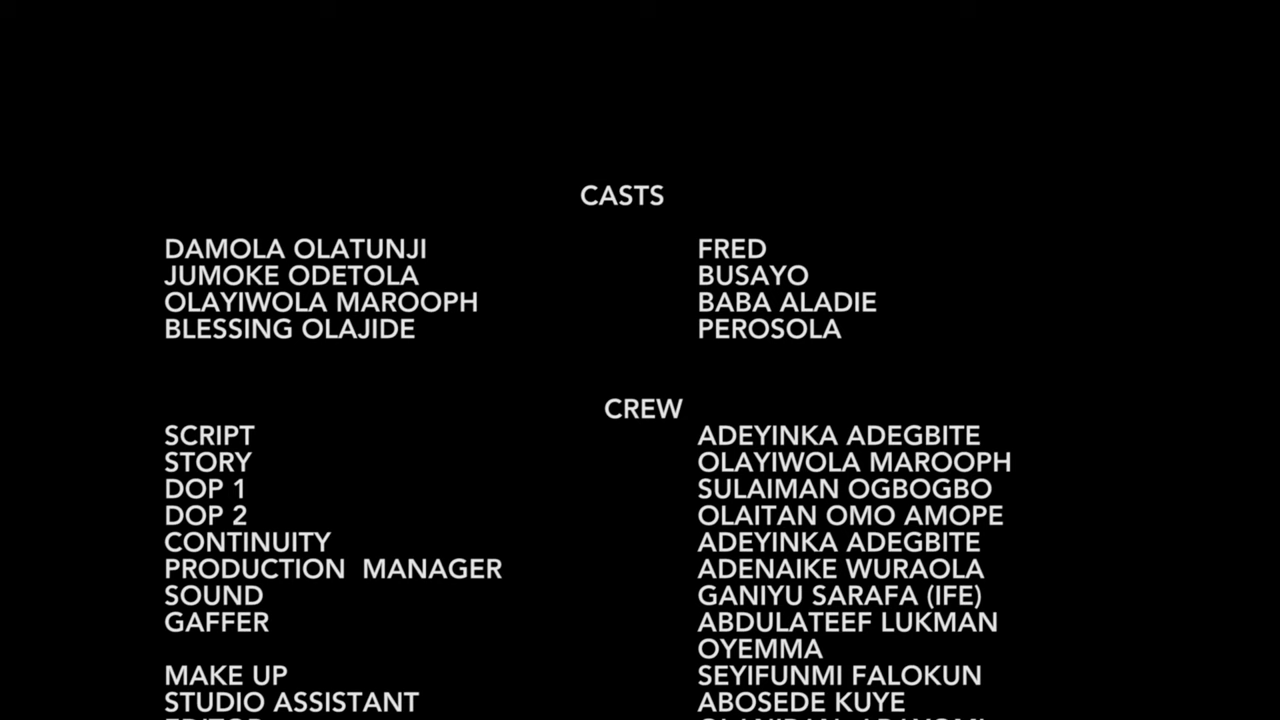 CASTS
DAMOLA OLATUNJI FRED
JUMOKE ODETOLA BUSAYO
OLAYIWOLA MAROOPH BABA ALADIE
BLESSING OLAJIDE PEROSOLA
CREW
SCRIPT ADEYINKA ADEGBITE
STORY OLAYIWOLA MAROOPH
DOP 1 SULAIMAN OGBOGBO
DOP 2 OLAITAN OMO AMOPE
CONTINUITY ADEYINKA ADEGBITE
PRODUCTION MANAGER ADENAIKE WURAOLA
SOUND GANIYU SARAFA (IFE)
GAFFER ABDULATEEF LUKMAN
OYEMMA
MAKE UP SEYIFUNMI FALOKUN
STUDIO ASSISTANT ABOSEDE KUYE
EDITOR